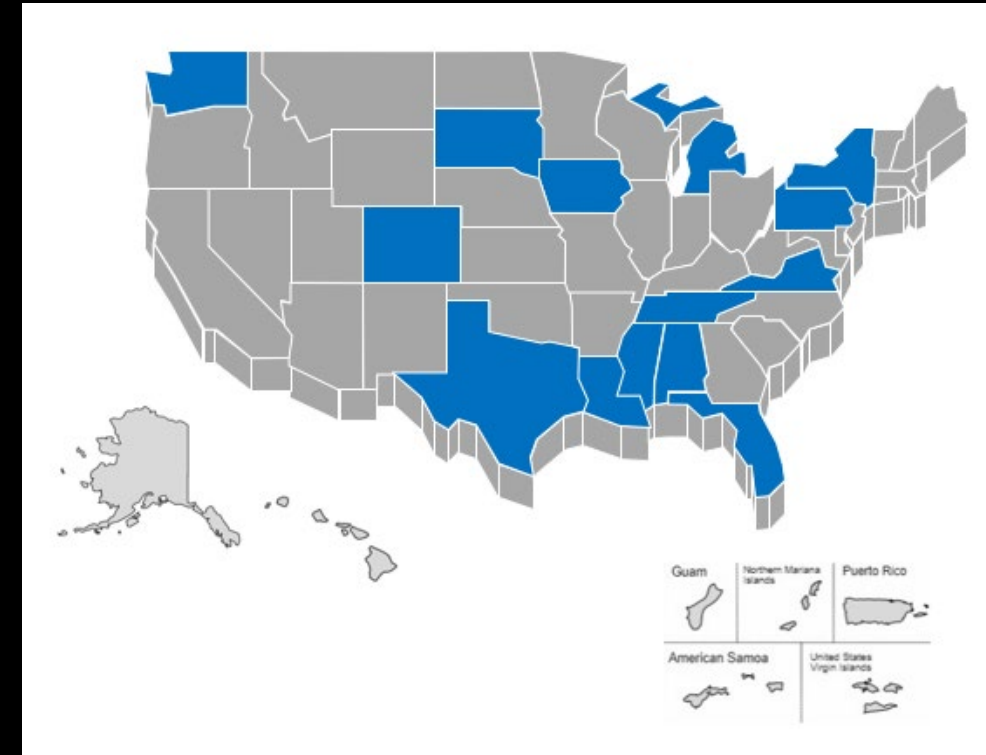 Guam
Northern Mariana
Islands
Puerto Rico
American Samoa
United States
Virgin Islands